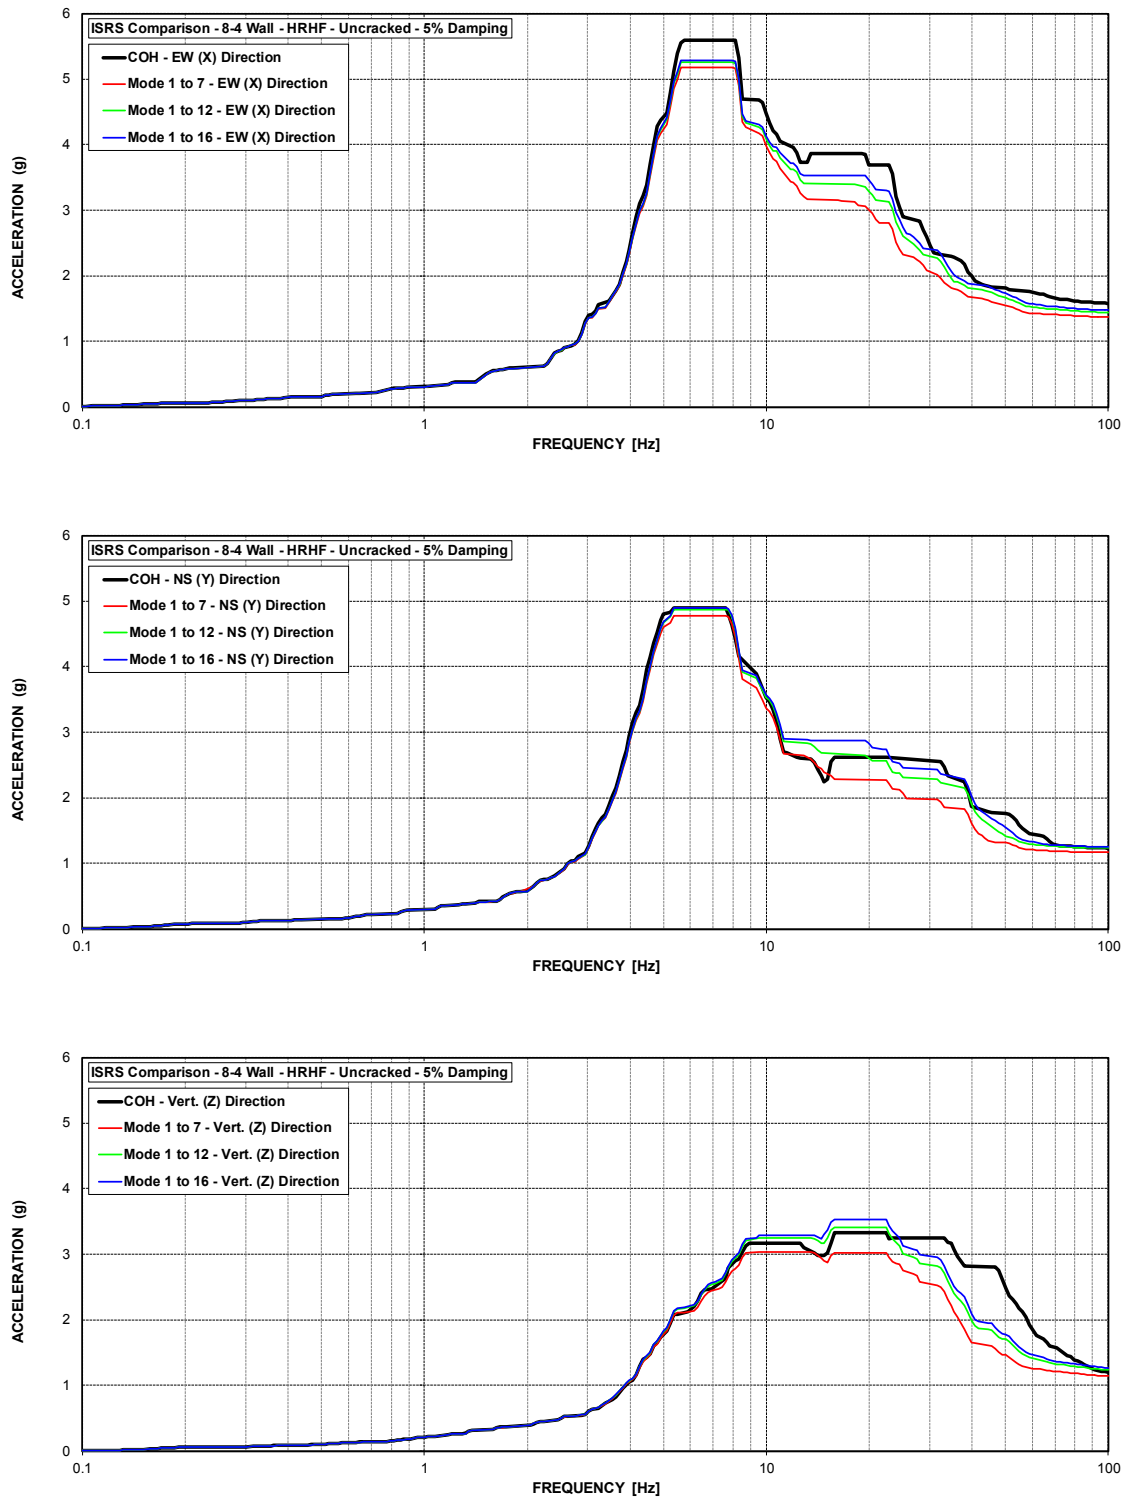 ISRS Comparison - 8-4 Wall - HRHF - Uncracked - 5% Damping
COH - EW (X) Direction
Mode 1 to 7 - EW (X) Direction
Mode 1 to 12 - EW (X) Direction
Mode 1 to 16 - EW (X) Direction
ACCELERATION (g)
6
5
4
3
2
1
0
0.1
1
10
100
FREQUENCY [Hz]
ISRS Comparison - 8-4 Wall - HRHF - Uncracked - 5% Damping
COH - NS (Y) Direction
Mode 1 to 7 - NS (Y) Direction
Mode 1 to 12 - NS (Y) Direction
Mode 1 to 16 - NS (Y) Direction
ACCELERATION (g)
6
5
4
3
2
1
0
0.1
1
10
100
FREQUENCY [Hz]
ISRS Comparison - 8-4 Wall - HRHF - Uncracked - 5% Damping
COH - Vert. (Z) Direction
Mode 1 to 7 - Vert. (Z) Direction
Mode 1 to 12 - Vert. (Z) Direction
Mode 1 to 16 - Vert. (Z) Direction
ACCELERATION (g)
6
5
4
3
2
1
0
0.1
1
10
100
FREQUENCY [Hz]